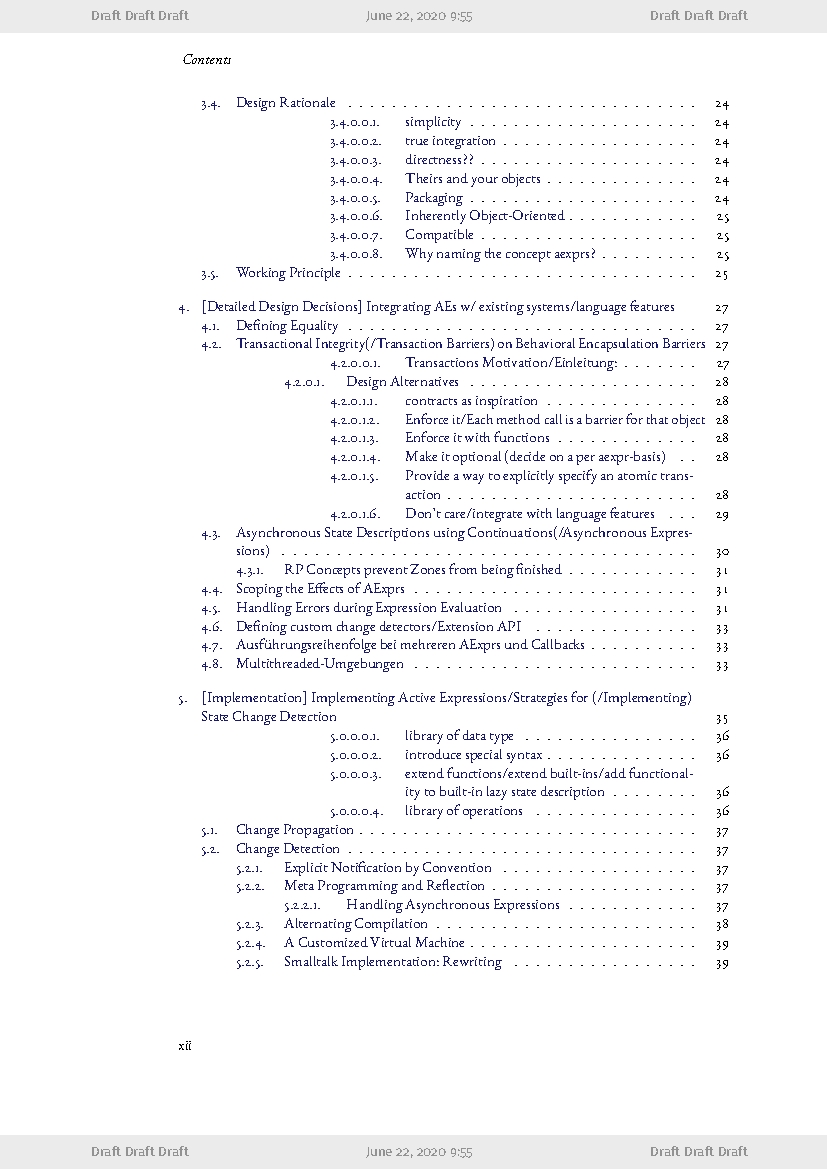 Draft Draft Draft June 22, 2020 9:55 Draft Draft Draft
Contents
3.4. Design Rationale . . . . . . . . . . . . . . . . . . . . . . . . . . . . . . . . 24
3.4.0.0.1. simplicity . . . . . . . . . . . . . . . . . . . . . 24
3.4.0.0.2. true integration . . . . . . . . . . . . . . . . . . 24
3.4.0.0.3. directness?? . . . . . . . . . . . . . . . . . . . . 24
3.4.0.0.4. Theirs and your objects . . . . . . . . . . . . . . 24
3.4.0.0.5. Packaging . . . . . . . . . . . . . . . . . . . . . 24
3.4.0.0.6. Inherently Object-Oriented . . . . . . . . . . . . 25
3.4.0.0.7. Compatible . . . . . . . . . . . . . . . . . . . . 25
3.4.0.0.8. Why naming the concept aexprs? . . . . . . . . . 25
3.5. Working Principle . . . . . . . . . . . . . . . . . . . . . . . . . . . . . . . . 25
4. [Detailed Design Decisions] Integrating AEs w/ existing systems/language features 27
4.1. Defining Equality . . . . . . . . . . . . . . . . . . . . . . . . . . . . . . . . 27
4.2. Transactional Integrity(/Transaction Barriers) on Behavioral Encapsulation Barriers 27
4.2.0.0.1. Transactions Motivation/Einleitung: . . . . . . . 27
4.2.0.1. Design Alternatives . . . . . . . . . . . . . . . . . . . . . 28
4.2.0.1.1. contracts as inspiration . . . . . . . . . . . . . . 28
4.2.0.1.2. Enforce it/Each method call is a barrier for that object 28
4.2.0.1.3. Enforce it with functions . . . . . . . . . . . . . 28
4.2.0.1.4. Make it optional (decide on a per aexpr-basis) . . 28
4.2.0.1.5. Provide a way to explicitly specify an atomic trans-
action . . . . . . . . . . . . . . . . . . . . . . . 28
4.2.0.1.6. Don't care/integrate with language features . . . 29
4.3. Asynchronous State Descriptions using Continuations(/Asynchronous Expres-
sions) . . . . . . . . . . . . . . . . . . . . . . . . . . . . . . . . . . . . . . 30
4.3.1. RP Concepts prevent Zones from being finished . . . . . . . . . . . . 31
4.4. Scoping the Effects of AExprs . . . . . . . . . . . . . . . . . . . . . . . . . . 31
4.5. Handling Errors during Expression Evaluation . . . . . . . . . . . . . . . . . 31
4.6. Defining custom change detectors/Extension API . . . . . . . . . . . . . . . 33
4.7. Ausführungsreihenfolge bei mehreren AExprs und Callbacks . . . . . . . . . . 33
4.8. Multithreaded-Umgebungen . . . . . . . . . . . . . . . . . . . . . . . . . . 33
5. [Implementation] Implementing Active Expressions/Strategies for (/Implementing)
State Change Detection 35
5.0.0.0.1. library of data type . . . . . . . . . . . . . . . . 36
5.0.0.0.2. introduce special syntax . . . . . . . . . . . . . . 36
5.0.0.0.3. extend functions/extend built-ins/add functional-
ity to built-in lazy state description . . . . . . . . 36
5.0.0.0.4. library of operations . . . . . . . . . . . . . . . 36
5.1. Change Propagation . . . . . . . . . . . . . . . . . . . . . . . . . . . . . . . 37
5.2. Change Detection . . . . . . . . . . . . . . . . . . . . . . . . . . . . . . . . 37
5.2.1. Explicit Notification by Convention . . . . . . . . . . . . . . . . . . 37
5.2.2. Meta Programming and Reflection . . . . . . . . . . . . . . . . . . . 37
5.2.2.1. Handling Asynchronous Expressions . . . . . . . . . . . . 37
5.2.3. Alternating Compilation . . . . . . . . . . . . . . . . . . . . . . . . 38
5.2.4. A Customized Virtual Machine . . . . . . . . . . . . . . . . . . . . . 39
5.2.5. Smalltalk Implementation: Rewriting . . . . . . . . . . . . . . . . . 39
xii
Draft Draft Draft June 22, 2020 9:55 Draft Draft Draft